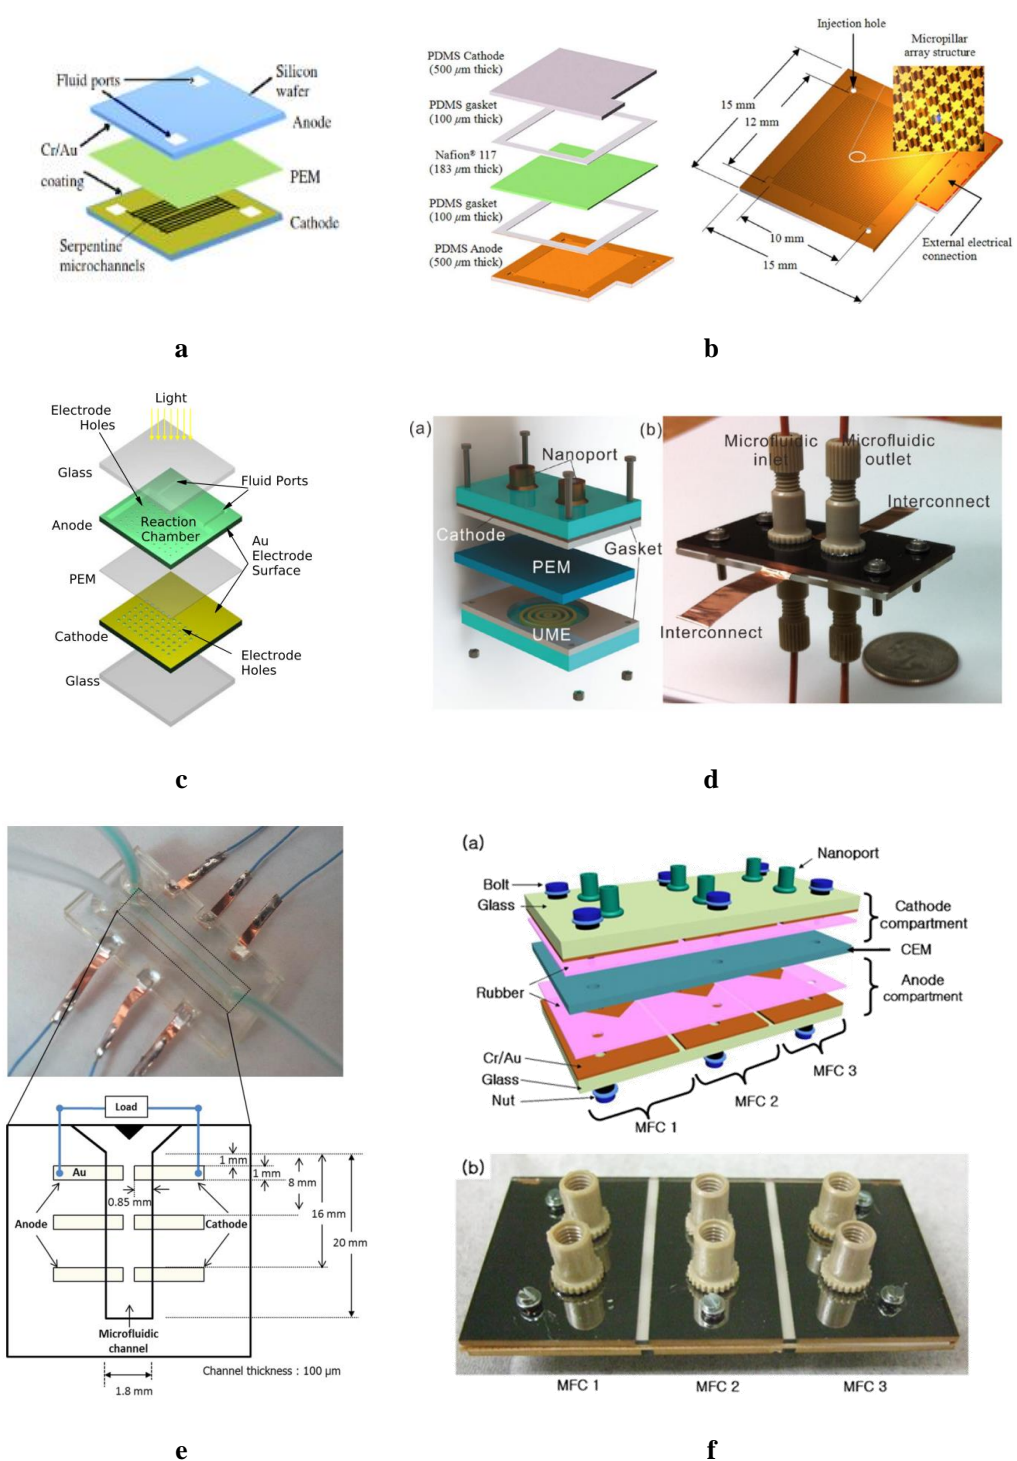 Fluid ports
Silicon
wafer
Anode
Cr/Au
coating
PEM
Cathode
Serpentine
microchannels
a
PDMS Cathode
(500 µm thick)
PDMS gasket
(100 µm thick)
Nafion® 117
(183 µm thick)
PDMS gasket
(100 µm thick)
PDMS Anode
(500 µm thick)
Injection hole
Micropillar
array structure
15 mm
12 mm
10 mm
15 mm
External electrical
connection
b
Light
Electrode
Holes
Glass
Fluid Ports
Anode
Reaction
Chamber
Au
Electrode
Surface
PEM
Cathode
Electrode
Holes
Glass
c
(a)
Nanoport
Cathode
Gasket
PEM
UME
(b)
Microfluidic
inlet
Microfluidic
outlet
Interconnect
Interconnect
d
Load
Au
1 mm
1 mm
8 mm
0.85 mm
16 mm
Anode
Cathode
20 mm
Microfluidic
channel
Channel thickness : 100 µm
1.8 mm
e
(a)
Nanoport
Bolt
Glass
Cathode
compartment
CEM
Rubber
Anode
compartment
Cr/Au
Glass
Nut
MFC 3
MFC 2
MFC 1
(b)
MFC 1
MFC 2
MFC 3
f